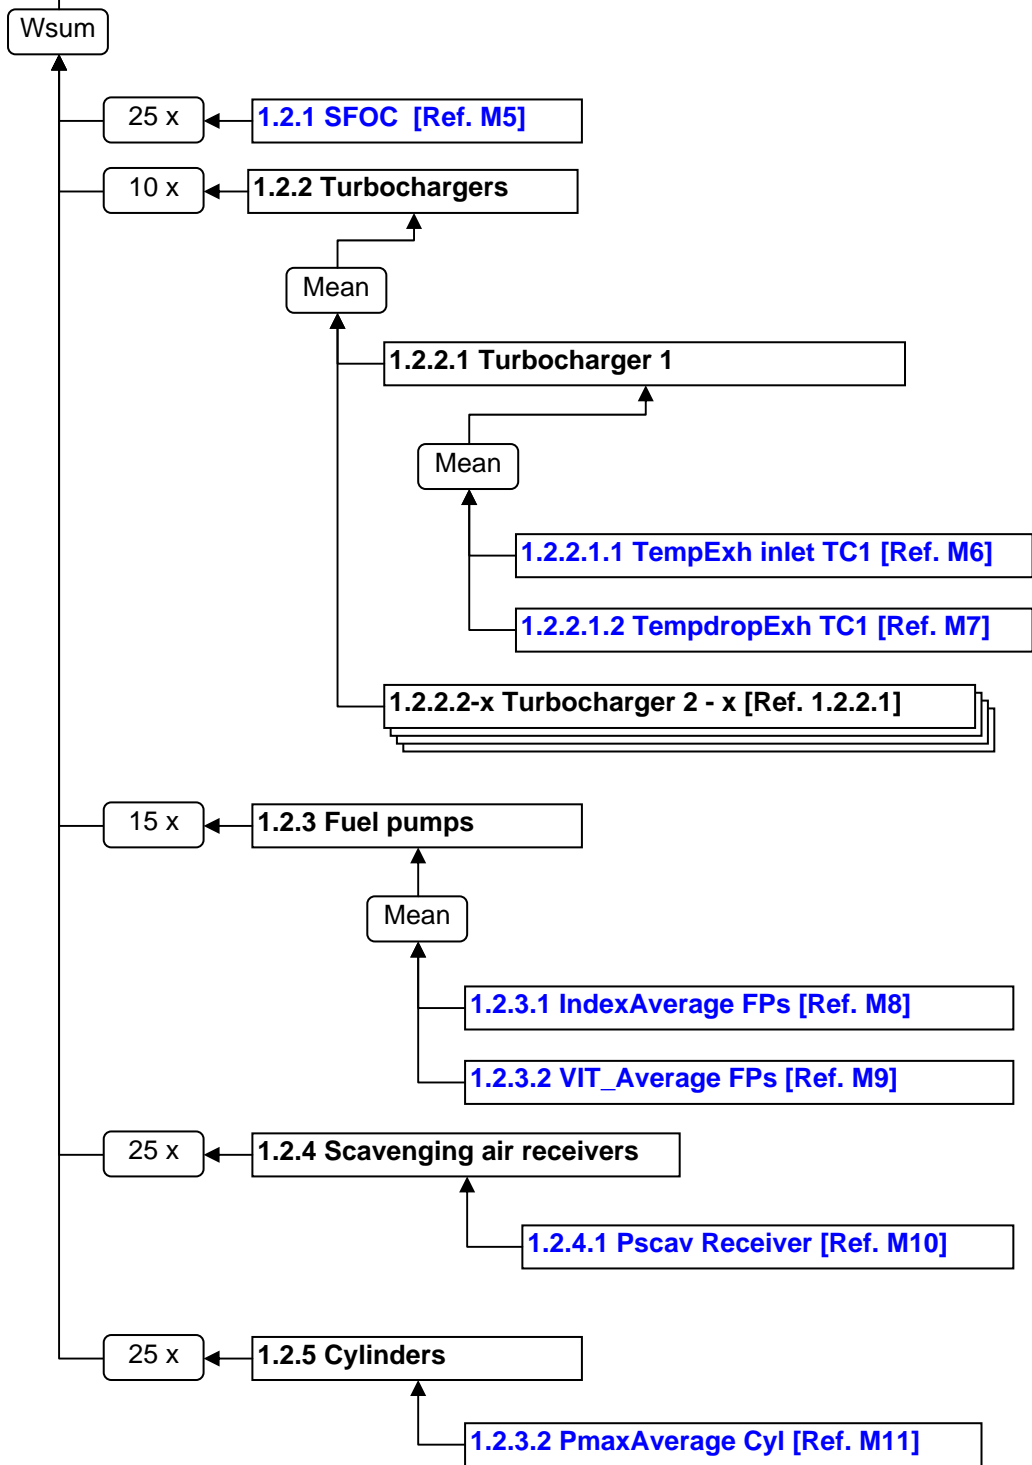 Wsum
25 x
1.2.1 SFOC  [Ref. M5]
10 x
1.2.2 Turbochargers
Mean
1.2.2.1 Turbocharger 1
Mean
1.2.2.1.1 TempExh inlet TC1 [Ref. M6]
1.2.2.1.2 TempdropExh TC1 [Ref. M7]
1.2.2.2-x Turbocharger 2 - x [Ref. 1.2.2.1]
15 x
1.2.3 Fuel pumps
Mean
1.2.3.1 IndexAverage FPs [Ref. M8]
1.2.3.2 VIT_Average FPs [Ref. M9]
25 x
1.2.4 Scavenging air receivers
1.2.4.1 Pscav Receiver [Ref. M10]
25 x
1.2.5 Cylinders
1.2.3.2 PmaxAverage Cyl [Ref. M11]